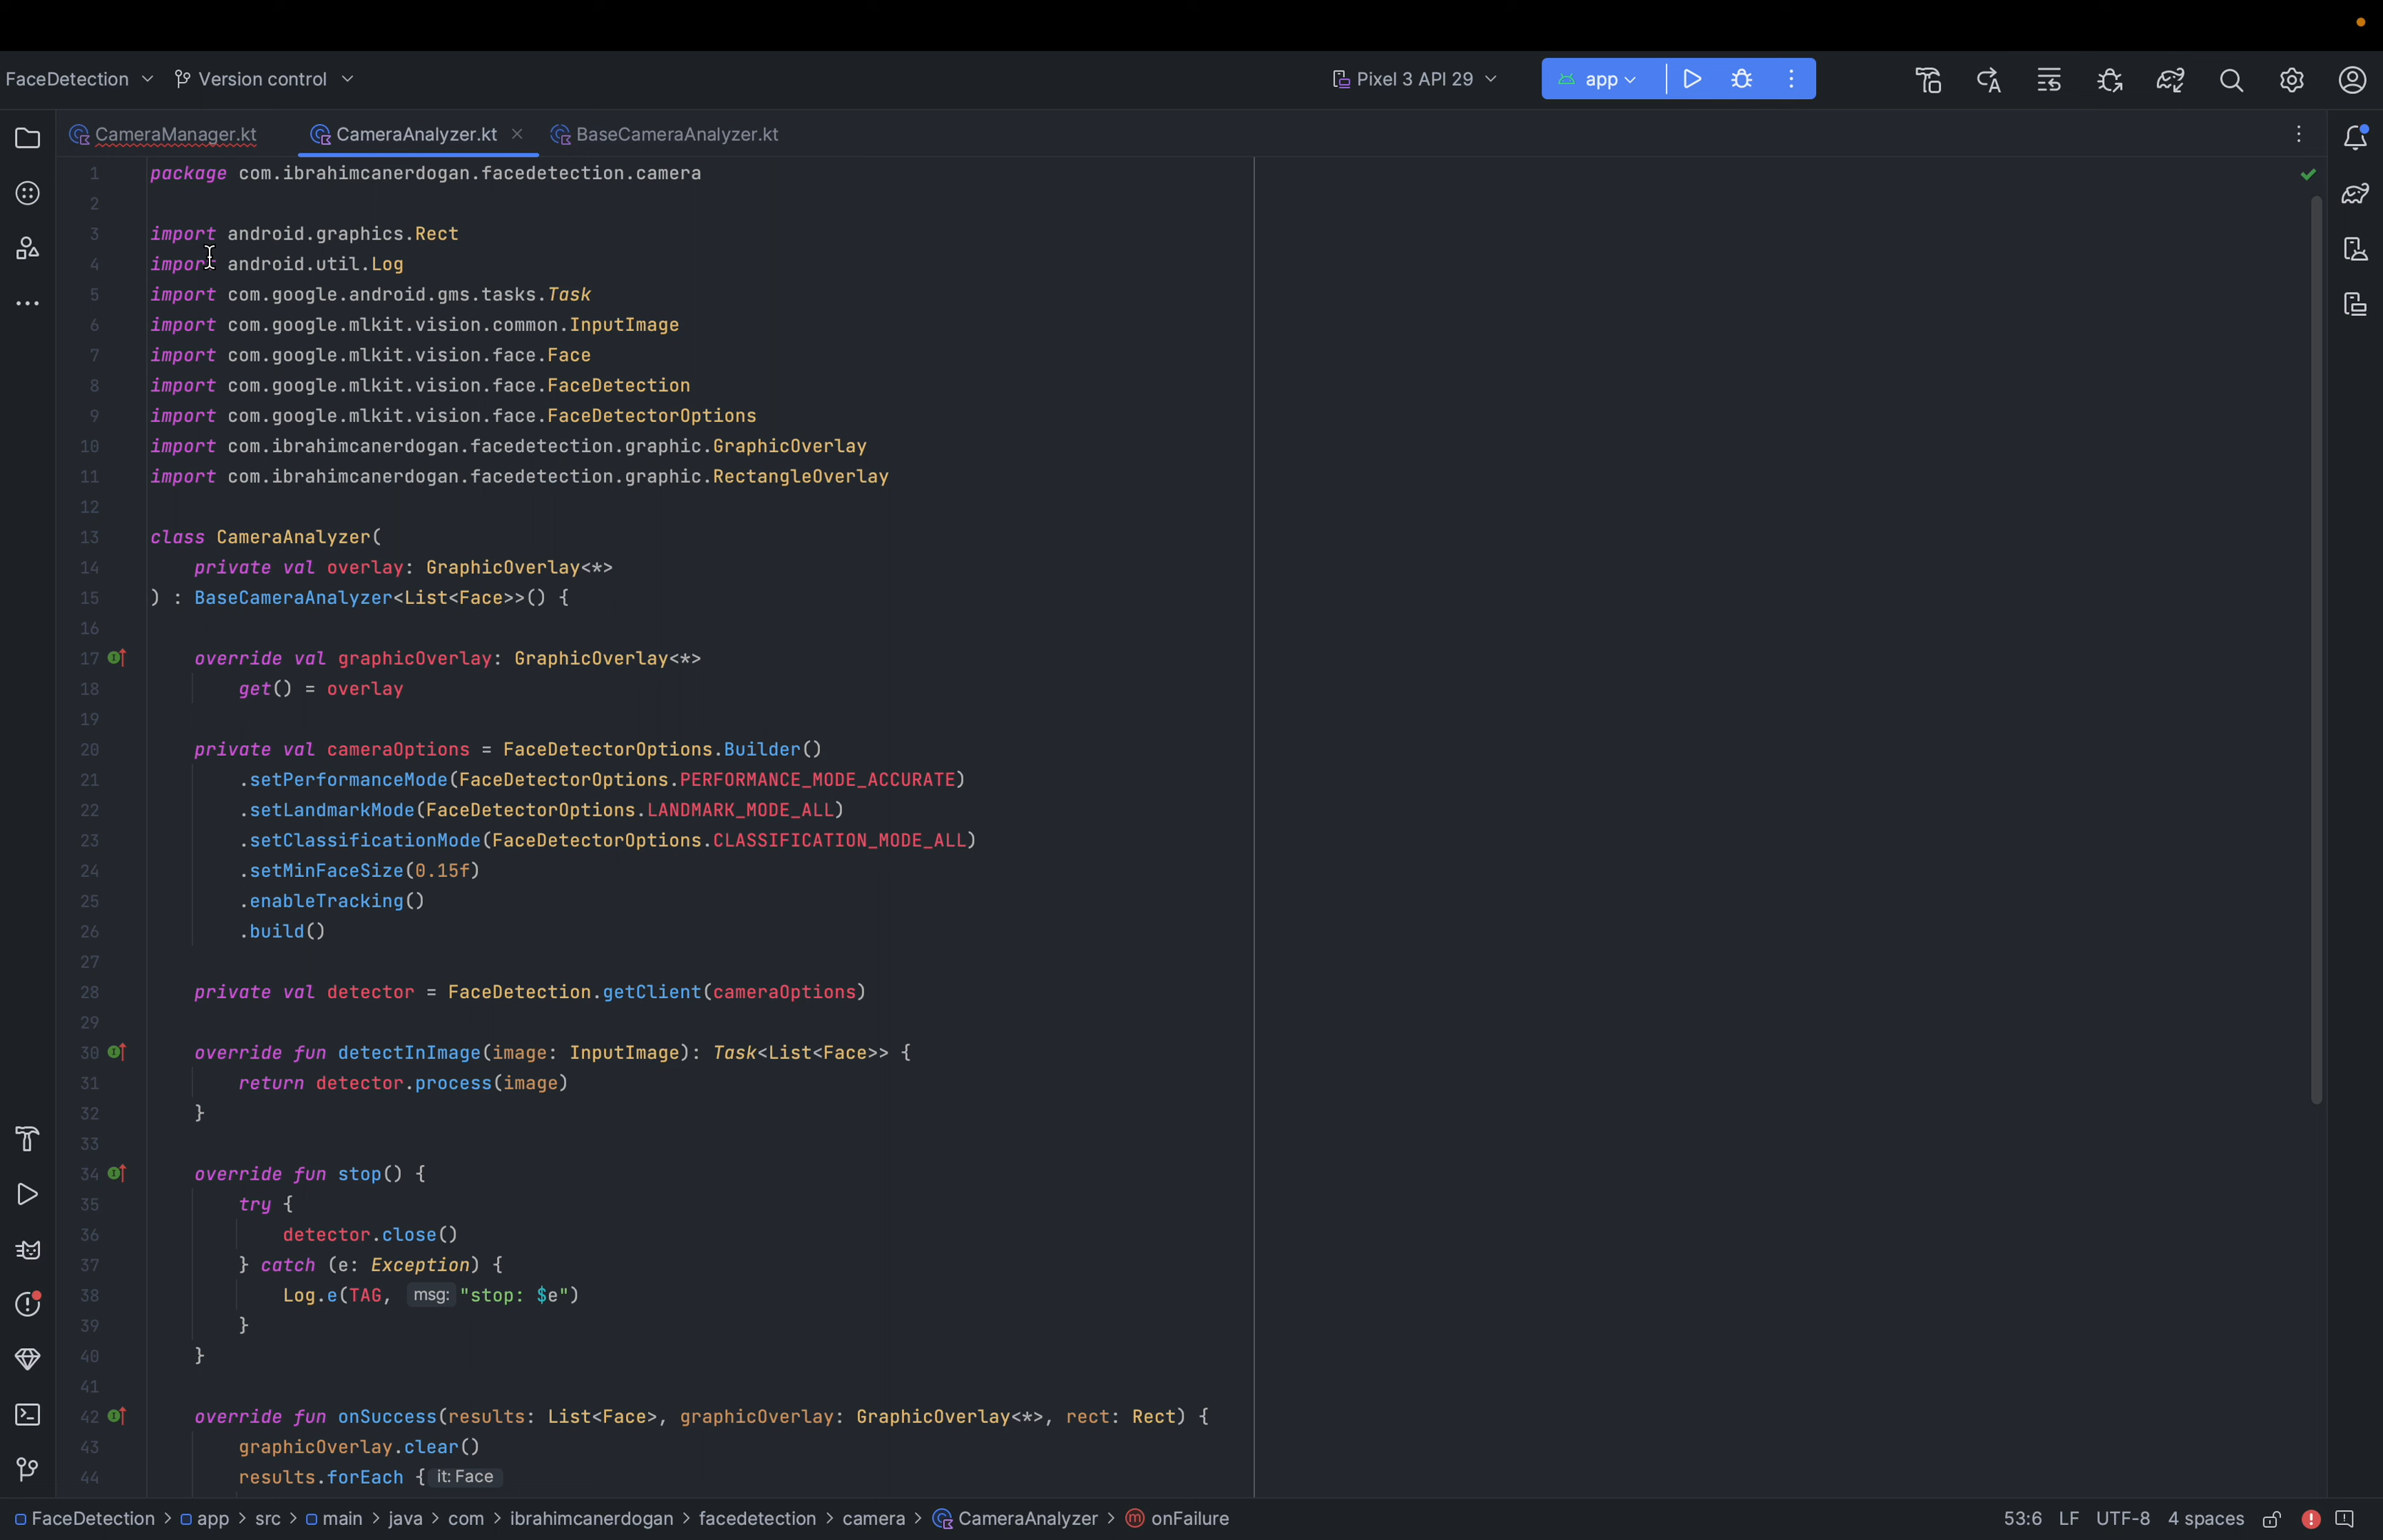 FaceDetection Version control Pixel 3 API 29 app
CameraManager.kt CameraAnalyzer.kt BaseCameraAnalyzer.kt
1 package com.ibrahimcanerdogan.facedetection.camera
2
3 import android.graphics.Rect
4 import android.util.Log
5 import com.google.android.gms.tasks.Task
6 import com.google.mlkit.vision.common.InputImage
7 import com.google.mlkit.vision.face.Face
8 import com.google.mlkit.vision.face.FaceDetection
9 import com.google.mlkit.vision.face.FaceDetectorOptions
10 import com.ibrahimcanerdogan.facedetection.graphic.GraphicOverlay
11 import com.ibrahimcanerdogan.facedetection.graphic.RectangleOverlay
12
13 class CameraAnalyzer(
14 private val overlay: GraphicOverlay<*>
15 ) : BaseCameraAnalyzer<List<Face>>() {
16
17 override val graphicOverlay: GraphicOverlay<*>
18 get() = overlay
19
20 private val cameraOptions = FaceDetectorOptions.Builder()
21 .setPerformanceMode(FaceDetectorOptions.PERFORMANCE_MODE_ACCURATE)
22 .setLandmarkMode(FaceDetectorOptions.LANDMARK_MODE_ALL)
23 .setClassificationMode(FaceDetectorOptions.CLASSIFICATION_MODE_ALL)
24 .setMinFaceSize(0.15f)
25 .enableTracking()
26 .build()
27
28 private val detector = FaceDetection.getClient(cameraOptions)
29
30 override fun detectInImage(image: InputImage): Task<List<Face>> {
31 return detector.process(image)
32 }
33
34 override fun stop() {
35 try {
36 detector.close()
37 } catch (e: Exception) {
38 Log.e(TAG, msg: "stop: $e")
39 }
40 }
41
42 override fun onSuccess(results: List<Face>, graphicOverlay: GraphicOverlay<*>, rect: Rect) {
43 graphicOverlay.clear()
44 results.forEach { it: Face
FaceDetection > app > src > main > java > com > ibrahimcanerdogan > facedetection > camera > CameraAnalyzer > onFailure 53:6 LF UTF-8 4 spaces